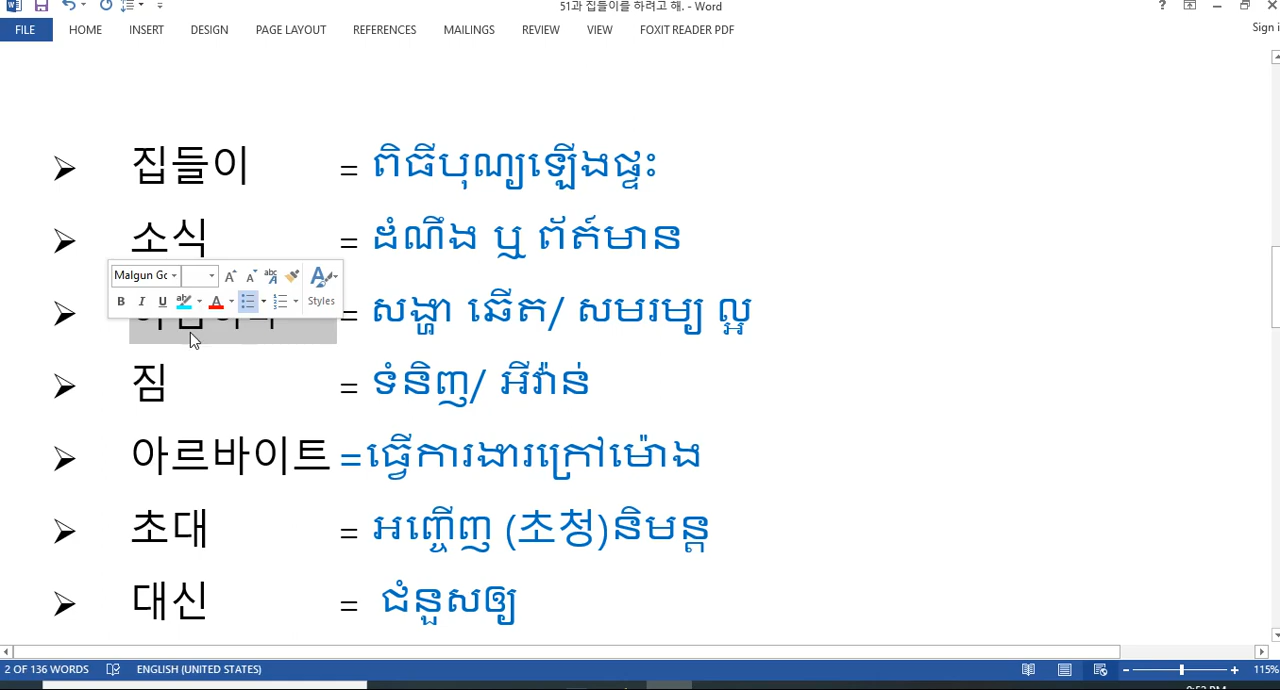 51과 집들이를 하려고 해. - Word
FILE HOME INSERT DESIGN PAGE LAYOUT REFERENCES MAILINGS REVIEW VIEW FOXIT READER PDF Sign i
➢ 집들이 = ពិធីបុណ្យឡើងផ្ទះ
➢ 소식 = ដំណឹង ឬ ព័ត៍មាន
Malgun Gc
B I U Styles
➢ = សង្ហា ឆើត/ សមរម្យ ល្អ
➢ 짐 = ទំនិញ/ អីវ៉ាន់
➢ 아르바이트 =ធ្វើការងារក្រៅម៉ោង
➢ 초대 = អញ្ចើញ (초청)និមន្ត
➢ 대신 = ជំនួសឲ្យ
2 OF 136 WORDS ENGLISH (UNITED STATES) 115%